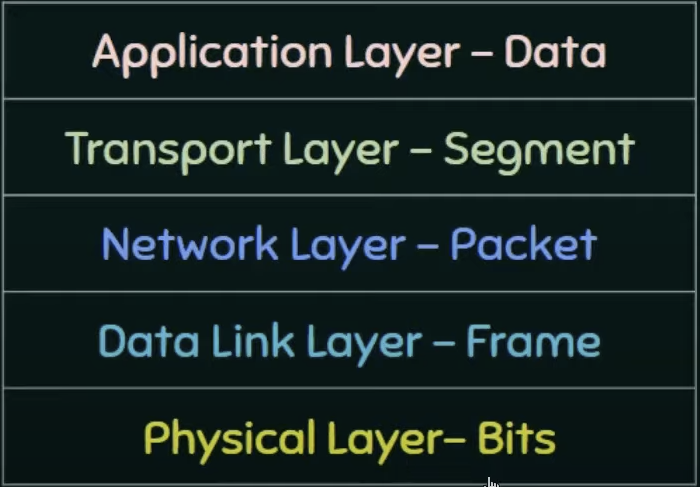 Application Layer – Data
Transport Layer – Segment
Network Layer – Packet
Data Link Layer – Frame
Physical Layer– Bits